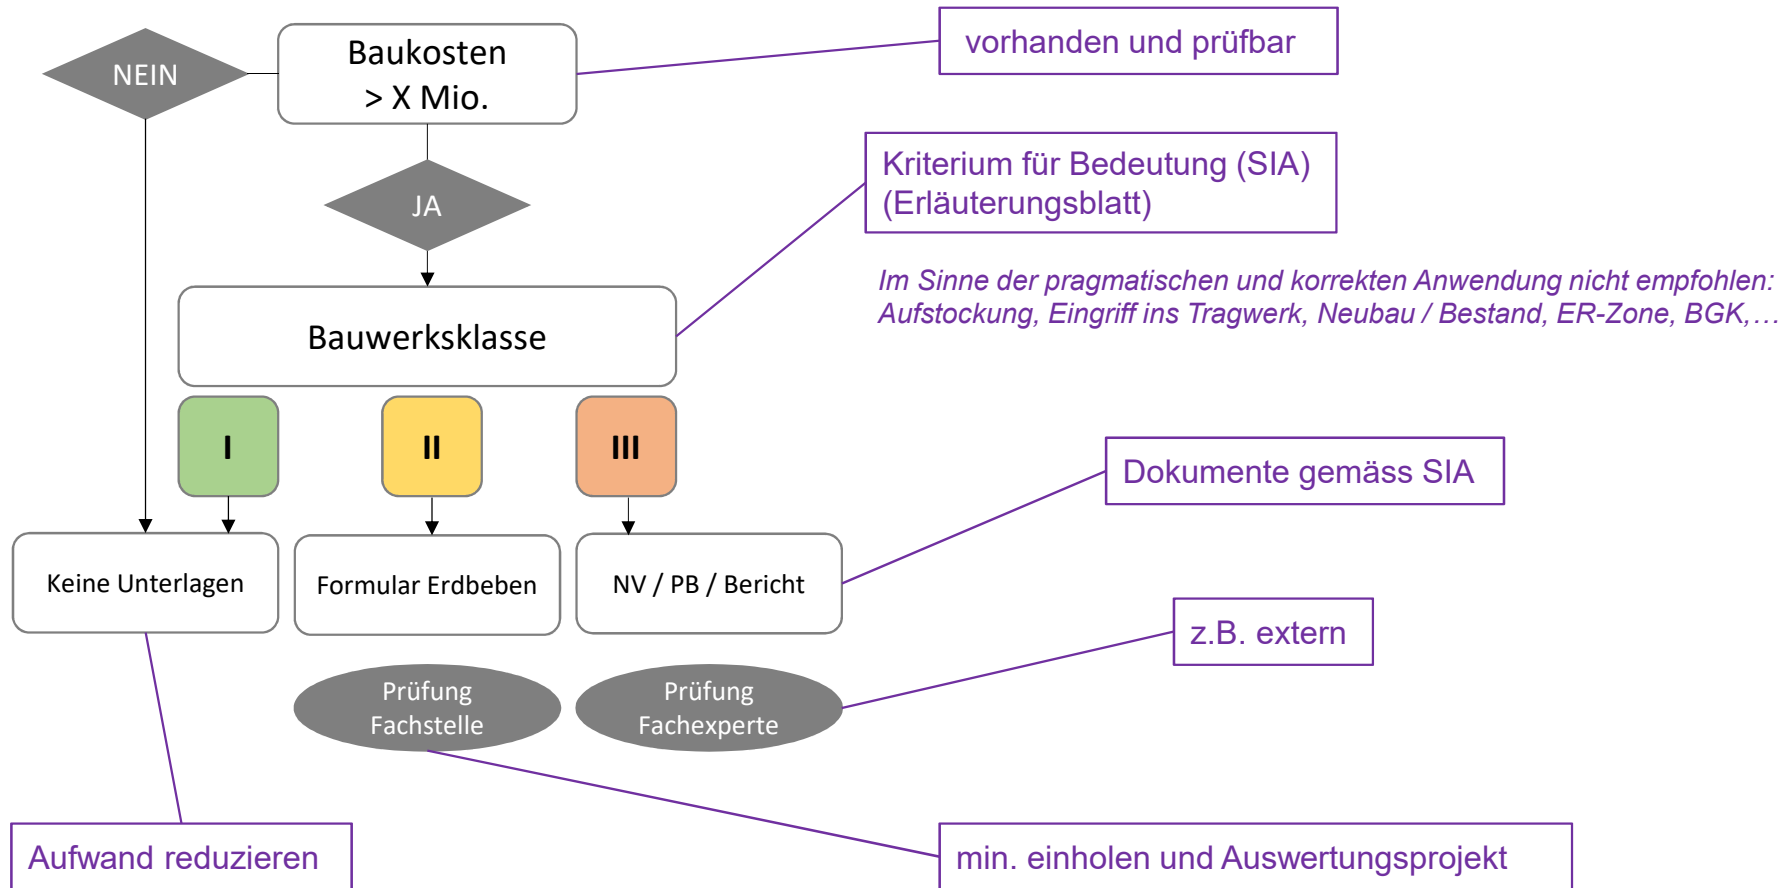 NEIN
Baukosten
> X Mio.
vorhanden und prüfbar
JA
Kriterium für Bedeutung (SIA)
(Erläuterungsblatt)
Im Sinne der pragmatischen und korrekten Anwendung nicht empfohlen:
Aufstockung, Eingriff ins Tragwerk, Neubau / Bestand, ER-Zone, BGK,…
Bauwerksklasse
I
II
III
Dokumente gemäss SIA
Keine Unterlagen
Formular Erdbeben
NV / PB / Bericht
z.B. extern
Prüfung
Fachstelle
Prüfung
Fachexperte
Aufwand reduzieren
min. einholen und Auswertungsprojekt